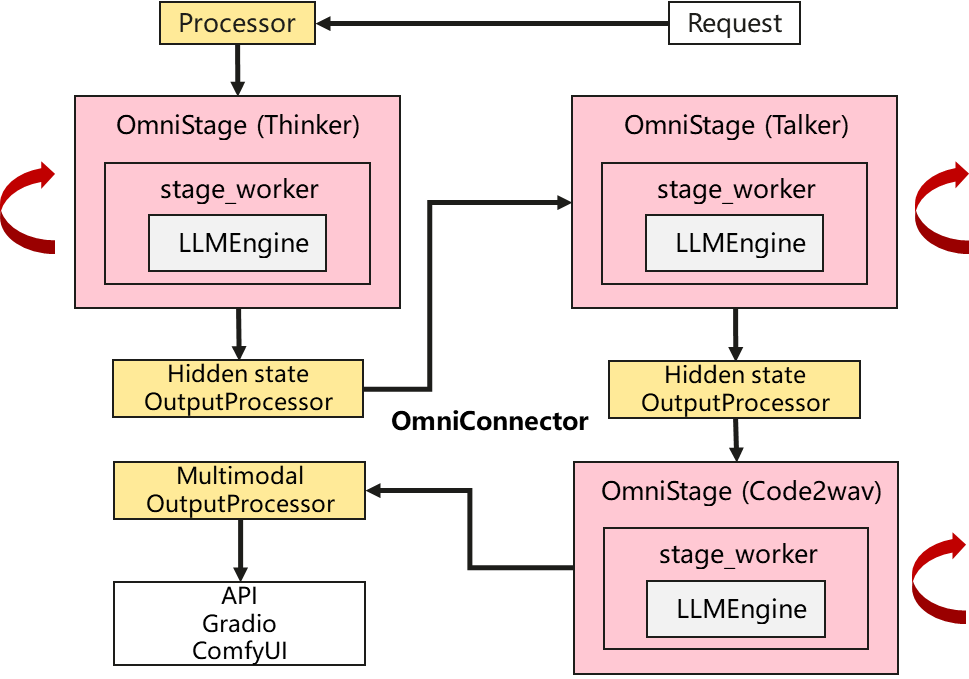 Processor
Request
OmniStage (Thinker)
stage_worker
LLMEngine
OmniStage (Talker)
stage_worker
LLMEngine
Hidden state
OutputProcessor
Hidden state
OutputProcessor
OmniConnector
Multimodal
OutputProcessor
OmniStage (Code2wav)
stage_worker
LLMEngine
API
Gradio
ComfyUI